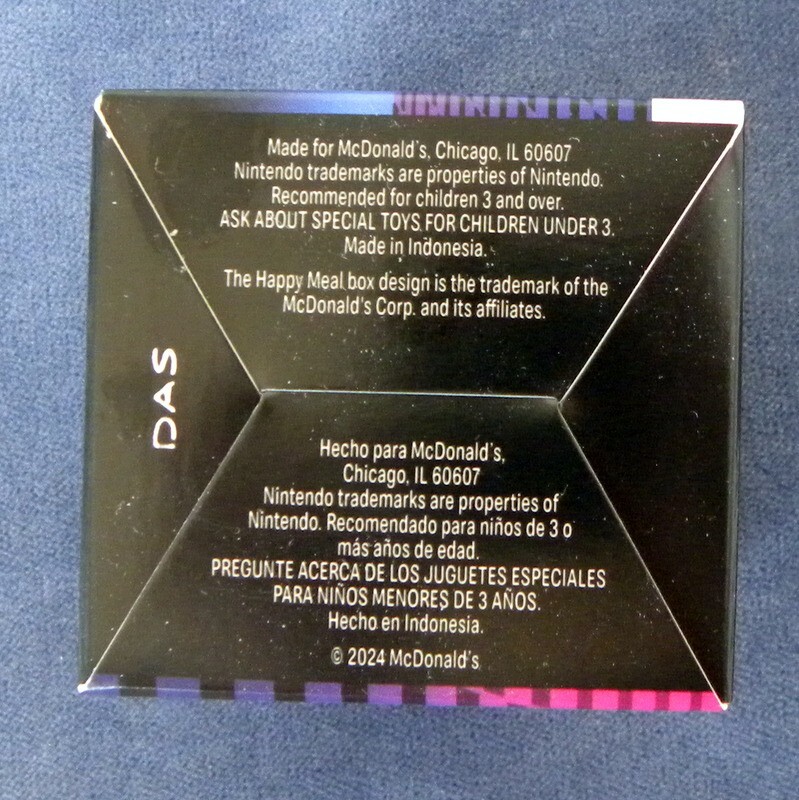 Made for McDonald's, Chicago, IL 60607
Nintendo trademarks are properties of Nintendo.
Recommended for children 3 and over.
ASK ABOUT SPECIAL TOYS FOR CHILDREN UNDER 3.
Made in Indonesia.
The Happy Meal box design is the trademark of the
McDonald's Corp. and its affiliates.
DAS
Hecho para McDonald's,
Chicago, IL 60607
Nintendo trademarks are properties of
Nintendo. Recomendado para niños de 3 o
más años de edad.
PREGUNTE ACERCA DE LOS JUGUETES ESPECIALES
PARA NIÑOS MENORES DE 3 AÑOS.
Hecho en Indonesia.
© 2024 McDonald's